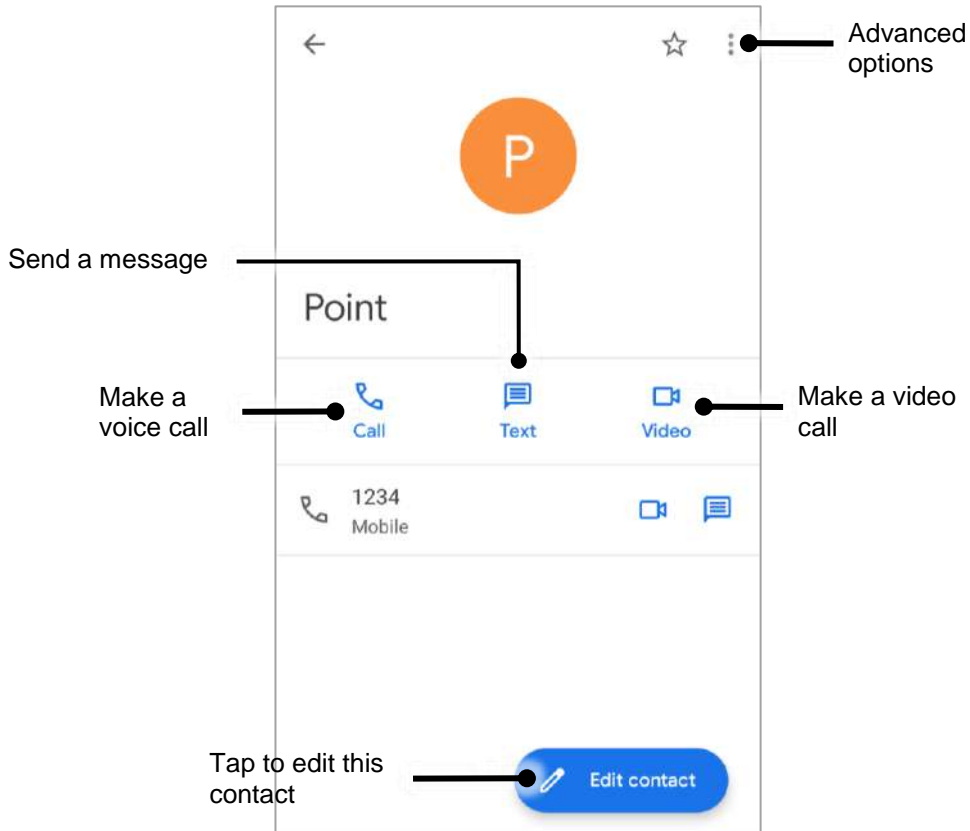 Advanced
options
P
Send a message
Point
Make a
voice call
Call
Text
Video
Make a video
call
1234
Mobile
Tap to edit this
contact
Edit contact